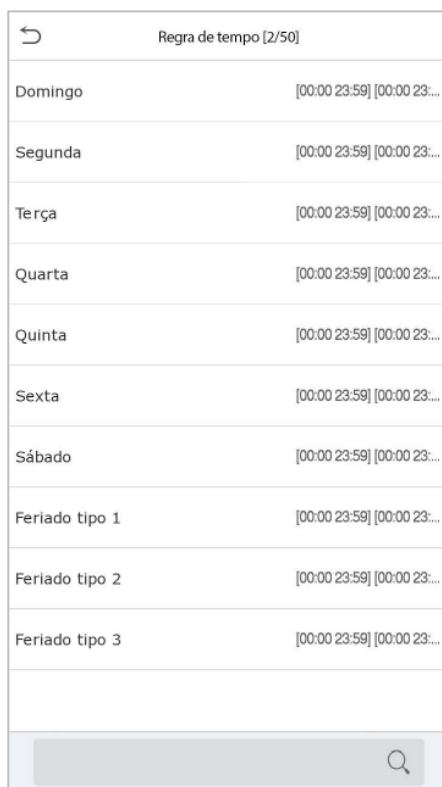 Regra de tempo [2/50]
Domingo [00:00 23:59] [00:00 23:...
Segunda [00:00 23:59] [00:00 23:...
Terça [00:00 23:59] [00:00 23:...
Quarta [00:00 23:59] [00:00 23:...
Quinta [00:00 23:59] [00:00 23:...
Sexta [00:00 23:59] [00:00 23:...
Sábado [00:00 23:59] [00:00 23:...
Feriado tipo 1 [00:00 23:59] [00:00 23:...
Feriado tipo 2 [00:00 23:59] [00:00 23:...
Feriado tipo 3 [00:00 23:59] [00:00 23:...